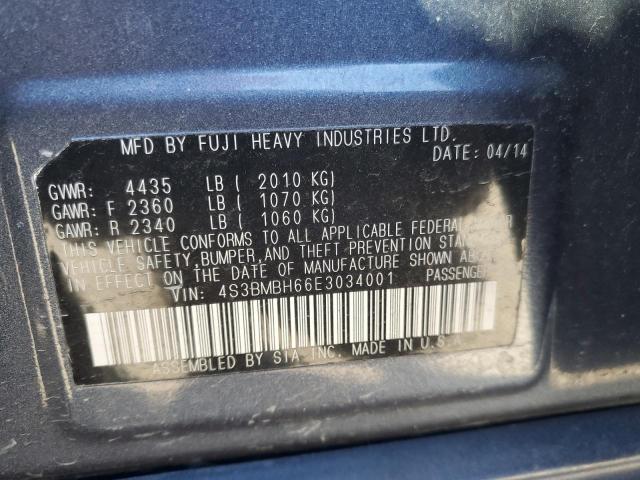 MFD BY FUJI HEAVY INDUSTRIES LTD.
DATE: 04/14
GVWR: 4435 LB ( 2010 KG)
GAWR: F 2360 LB ( 1070 KG)
GAWR: R 2340 LB ( 1060 KG)
THIS VEHICLE CONFORMS TO ALL APPLICABLE FEDERAL
VEHICLE SAFETY, BUMPER, AND THEFT PREVENTION
IN EFFECT ON THE DATE OF MANUFACTURE SHOWN
VIN: 4S3BMBH66E3034001 PASSENGER
ASSEMBLED BY SIA, INC. MADE IN U.S.A